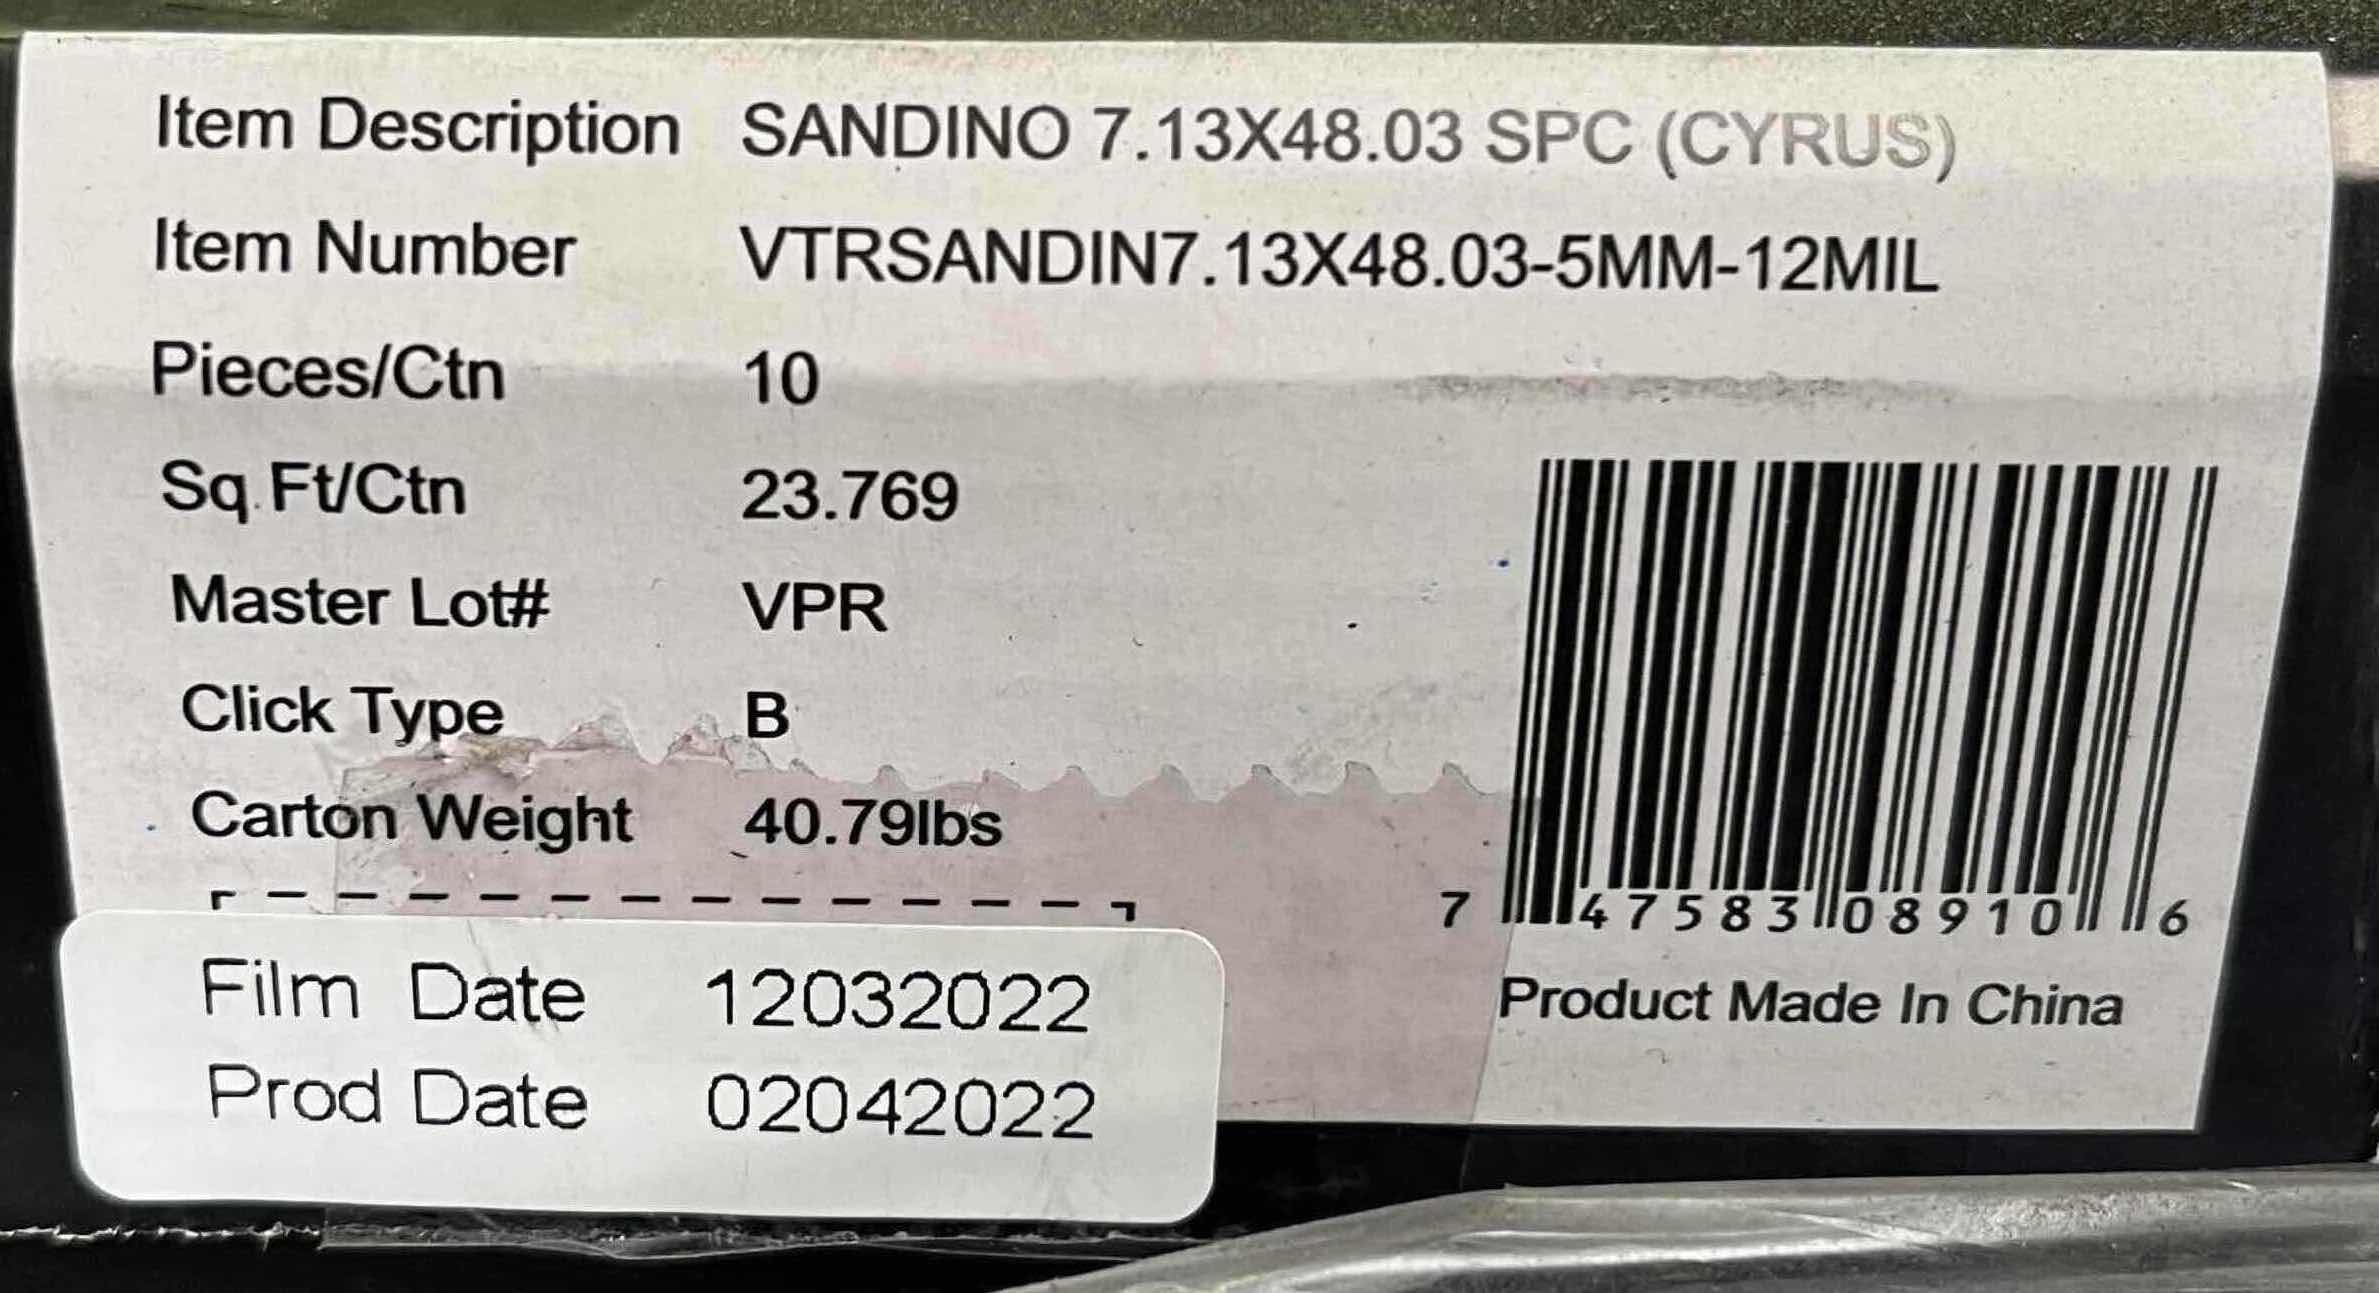 Item Description SANDINO 7.13X48.03 SPC (CYRUS)
Item Number VTRSANDIN7.13X48.03-5MM-12MIL
Pieces/Ctn 10
Sq.Ft/Ctn 23.769
Master Lot# VPR
Click Type B
Carton Weight 40.79lbs
7 47583 08910 6
Film Date 12032022
Product Made In China
Prod Date 02042022